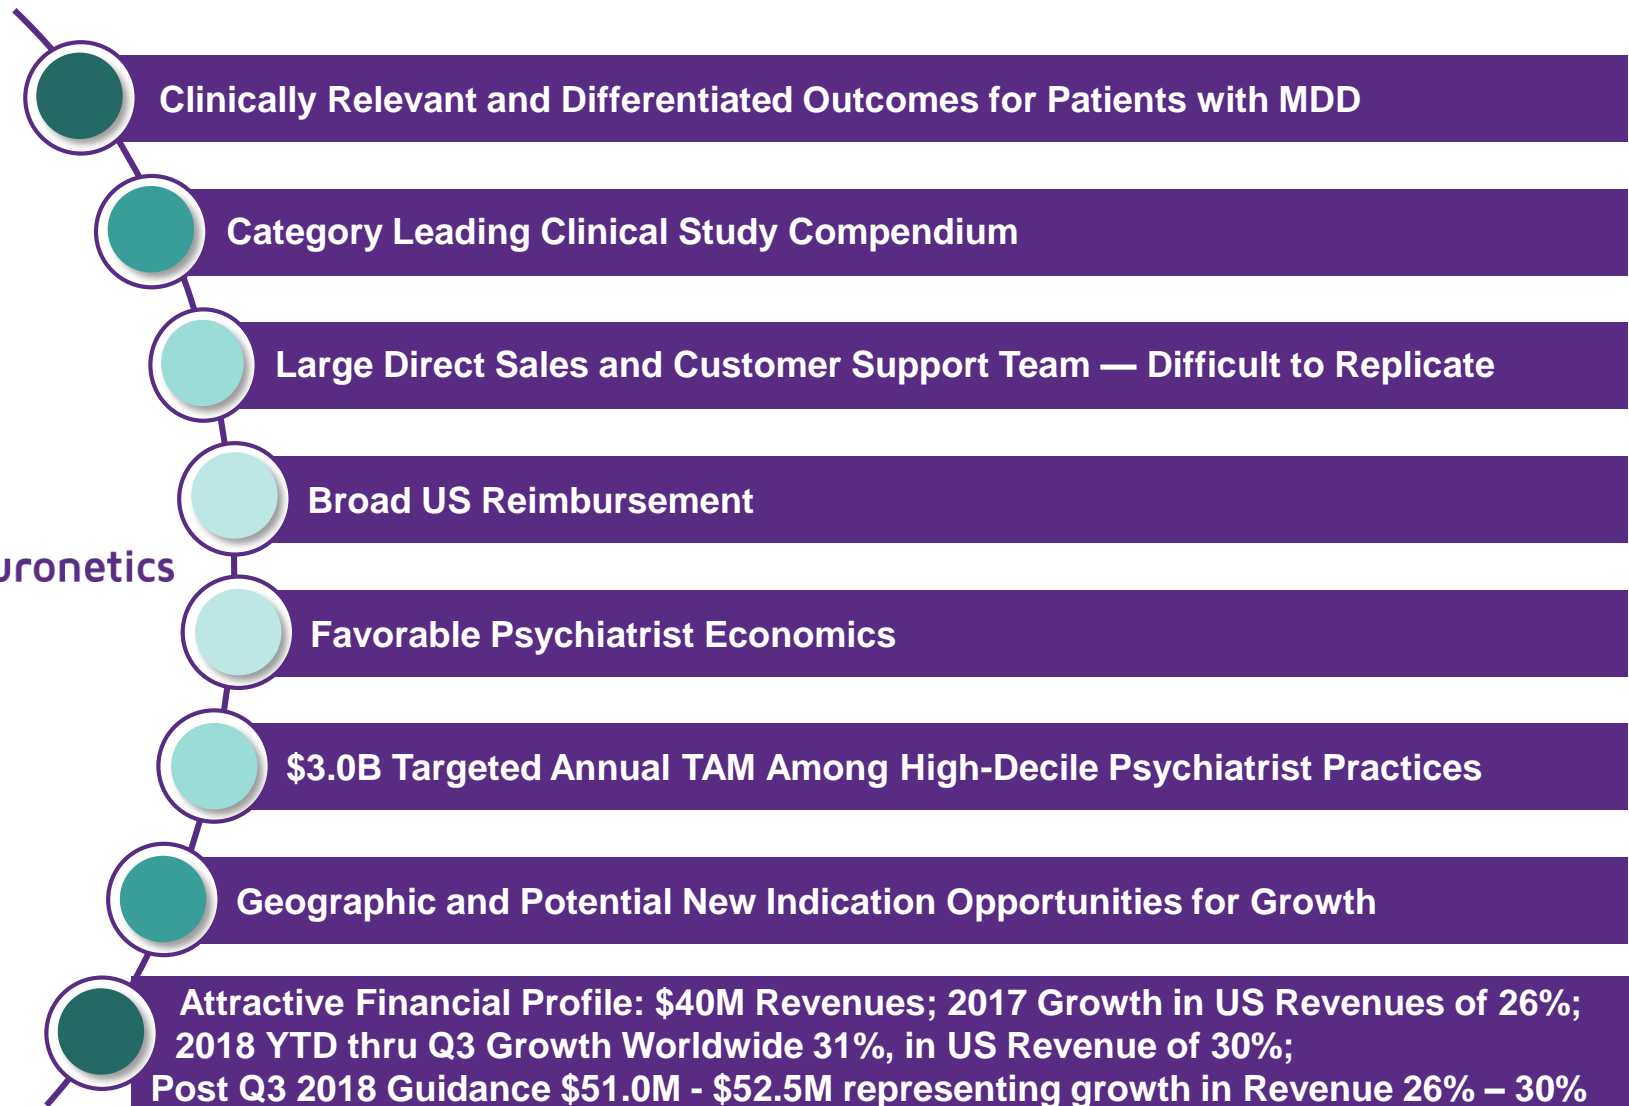 Clinically Relevant and Differentiated Outcomes for Patients with MDD
Category Leading Clinical Study Compendium
Large Direct Sales and Customer Support Team — Difficult to Replicate
Broad US Reimbursement
uronetics
Favorable Psychiatrist Economics
$3.0B Targeted Annual TAM Among High-Decile Psychiatrist Practices
Geographic and Potential New Indication Opportunities for Growth
Attractive Financial Profile: $40M Revenues; 2017 Growth in US Revenues of 26%;
2018 YTD thru Q3 Growth Worldwide 31%, in US Revenue of 30%;
Post Q3 2018 Guidance $51.0M - $52.5M representing growth in Revenue 26% – 30%